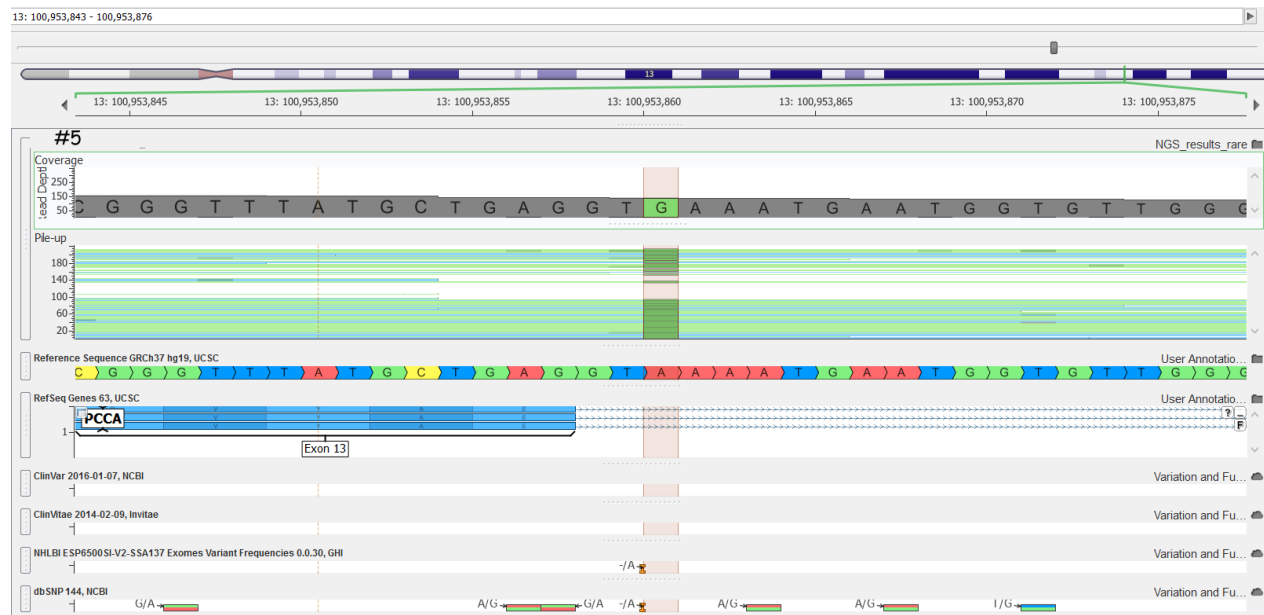 13: 100,953,843 - 100,953,876
13
13: 100,953,845 13: 100,953,850 13: 100,953,855 13: 100,953,860 13: 100,953,865 13: 100,953,870 13: 100,953,875
#5
NGS_results_rare
Coverage
Read Depth
250
150
50
C G G G T T T A T G C T G A G G T G A A A T G A A T G G T G T T G G G
Pile-up
180
140
100
60
20
Reference Sequence GRCh37 hg19, UCSC
User Annotatio...
C G G G T T T A T G C T G A G G T A A A A T G A A T G G T G T T G G G
RefSeq Genes 63, UCSC
User Annotatio...
V Y A E
PCCA
V Y A E
V Y A E
?
F
1
Exon 13
ClinVar 2016-01-07, NCBI
Variation and Fu...
ClinVitae 2014-02-09, Invitae
Variation and Fu...
NHLBI ESP6500SI-V2-SSA137 Exomes Variant Frequencies 0.0.30, GHI
Variation and Fu...
-/A
dbSNP 144, NCBI
Variation and Fu...
G/A A/G G/A -/A A/G A/G T/G